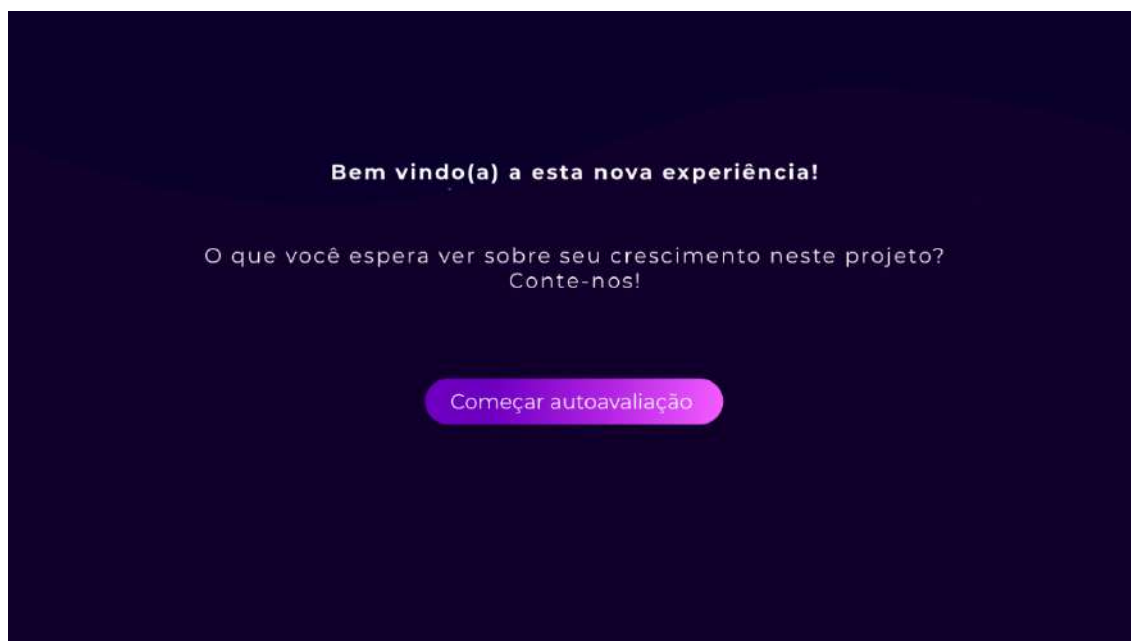 Bem vindo(a) a esta nova experiência!
O que você espera ver sobre seu crescimento neste projeto?
Conte-nos!
Começar autoavaliação